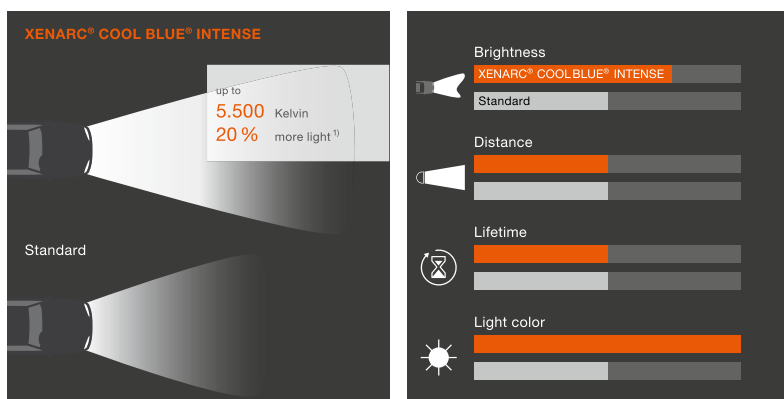 XENARC® COOL BLUE® INTENSE
up to
5.500 Kelvin
20 % more light 1)
Standard
Brightness
XENARC® COOL BLUE® INTENSE
Standard
Distance
Lifetime
Light color